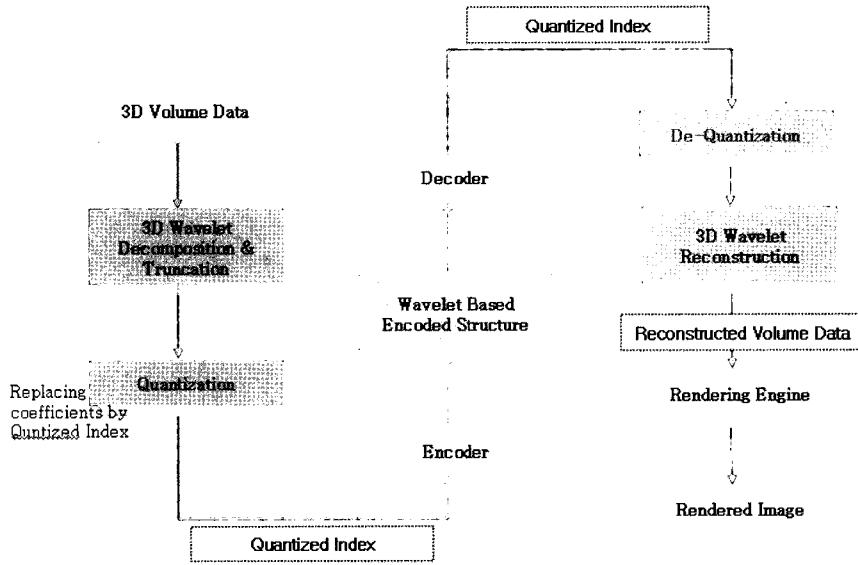 3D Volume Data
3D Wavelet
Decomposition &
Truncation
Quantization
Replacing
coefficients by
Quntized Index
Quantized Index
Encoder
Wavelet Based
Encoded Structure
Decoder
Quantized Index
De-Quantization
3D Wavelet
Reconstruction
Reconstructed Volume Data
Rendering Engine
Rendered Image